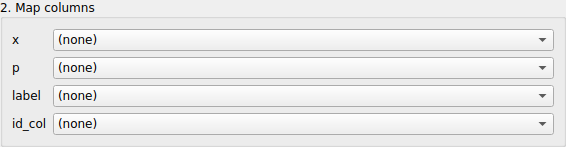 2. Map columns
x (none)
p (none)
label (none)
id_col (none)